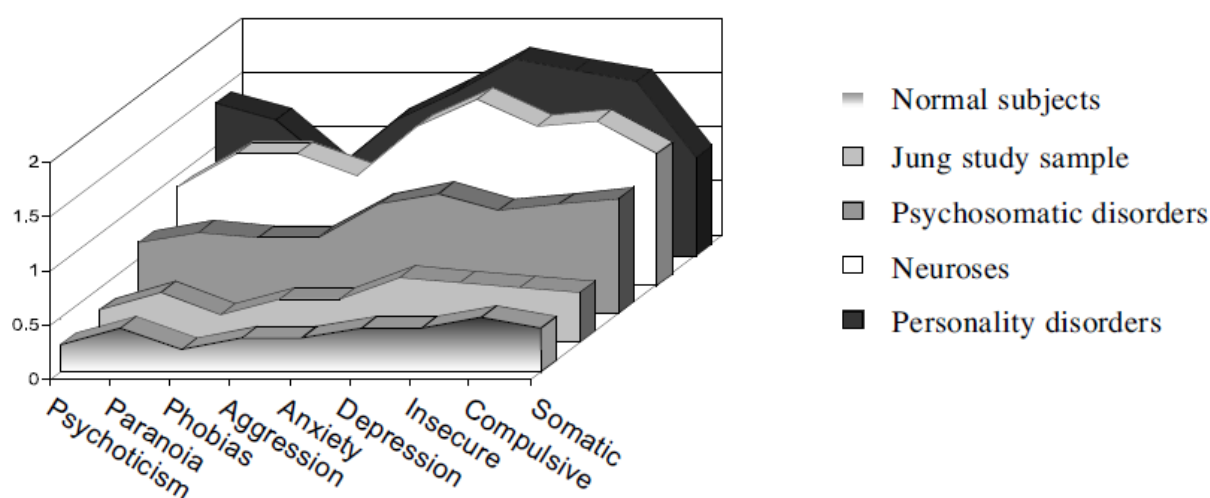 2
1.5
1
0.5
0
Psychoticism
Paranoia
Phobias
Aggression
Anxiety
Depression
Insecure
Compulsive
Somatic
Normal subjects
Jung study sample
Psychosomatic disorders
Neuroses
Personality disorders